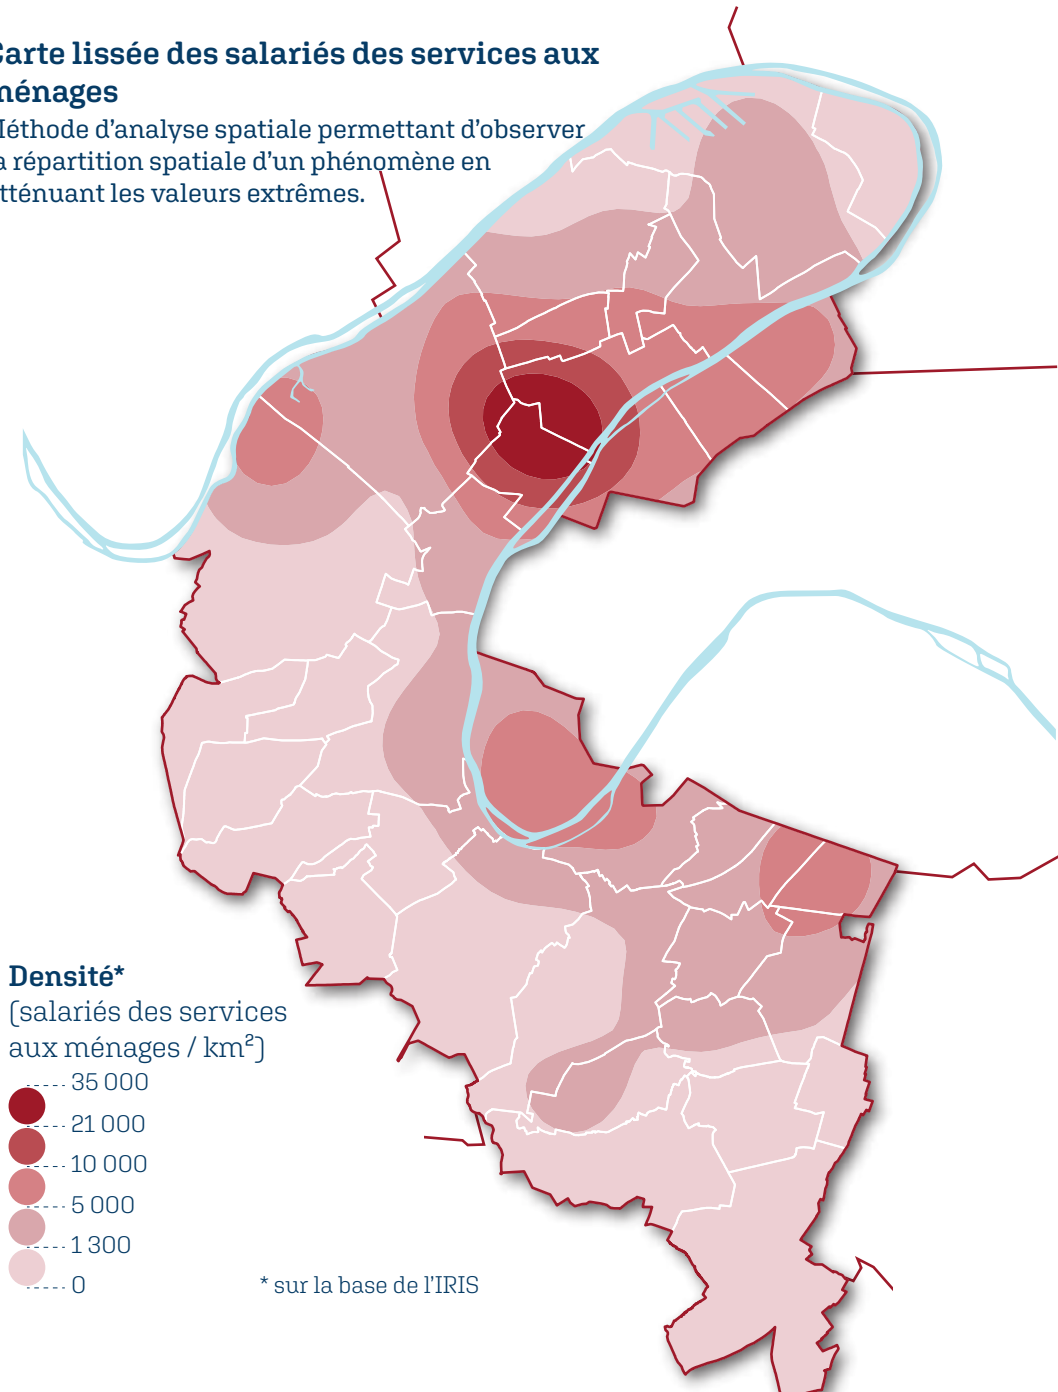 Carte lissée des salariés des services aux
ménages
Méthode d'analyse spatiale permettant d'observer
la répartition spatiale d'un phénomène en
atténuant les valeurs extrêmes.
Densité*
(salariés des services
aux ménages / km²)
35 000
21 000
10 000
5 000
1 300
0
* sur la base de l'IRIS